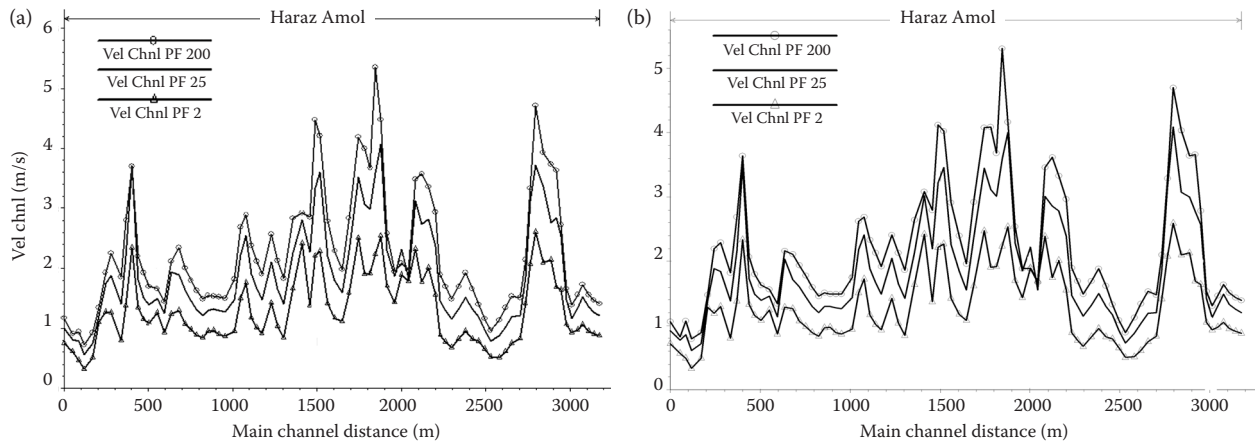 (a)
Haraz Amol
Vel Chnl PF 200
Vel Chnl PF 25
Vel Chnl PF 2
Vel chnl (m/s)
6
5
4
3
2
1
0
0 500 1000 1500 2000 2500 3000
Main channel distance (m)
(b)
Haraz Amol
Vel Chnl PF 200
Vel Chnl PF 25
Vel Chnl PF 2
5
4
3
2
1
0
0 500 1000 1500 2000 2500 3000
Main channel distance (m)